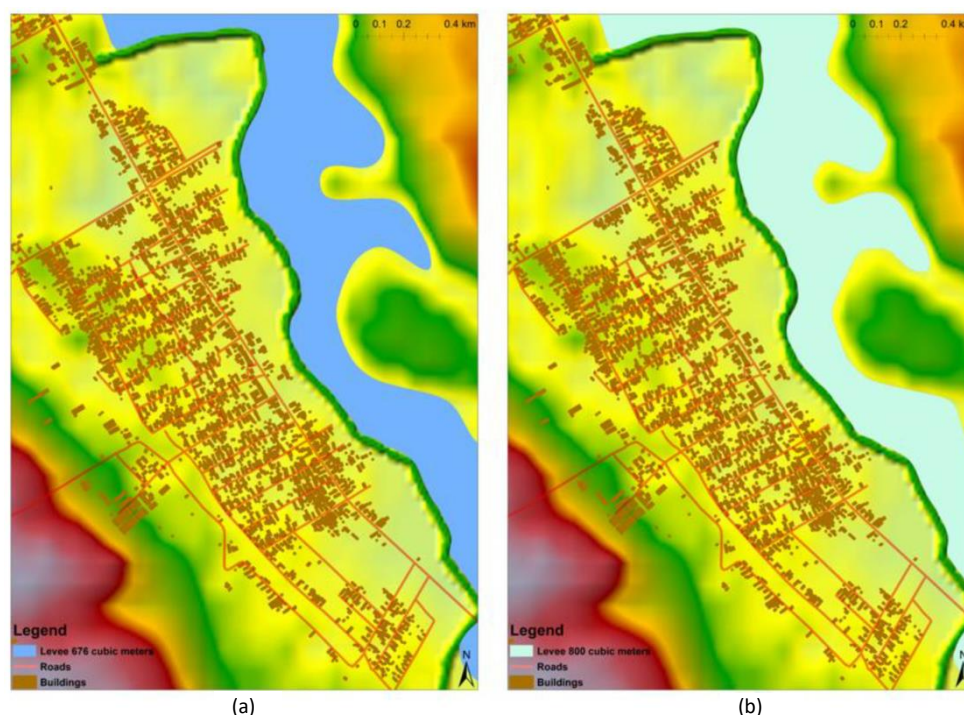 0 0.1 0.2 0.4 km
Legend
Levee 676 cubic meters
Roads
Buildings
N
(a)
0 0.1 0.2 0.4 km
Legend
Levee 800 cubic meters
Roads
Buildings
N
(b)